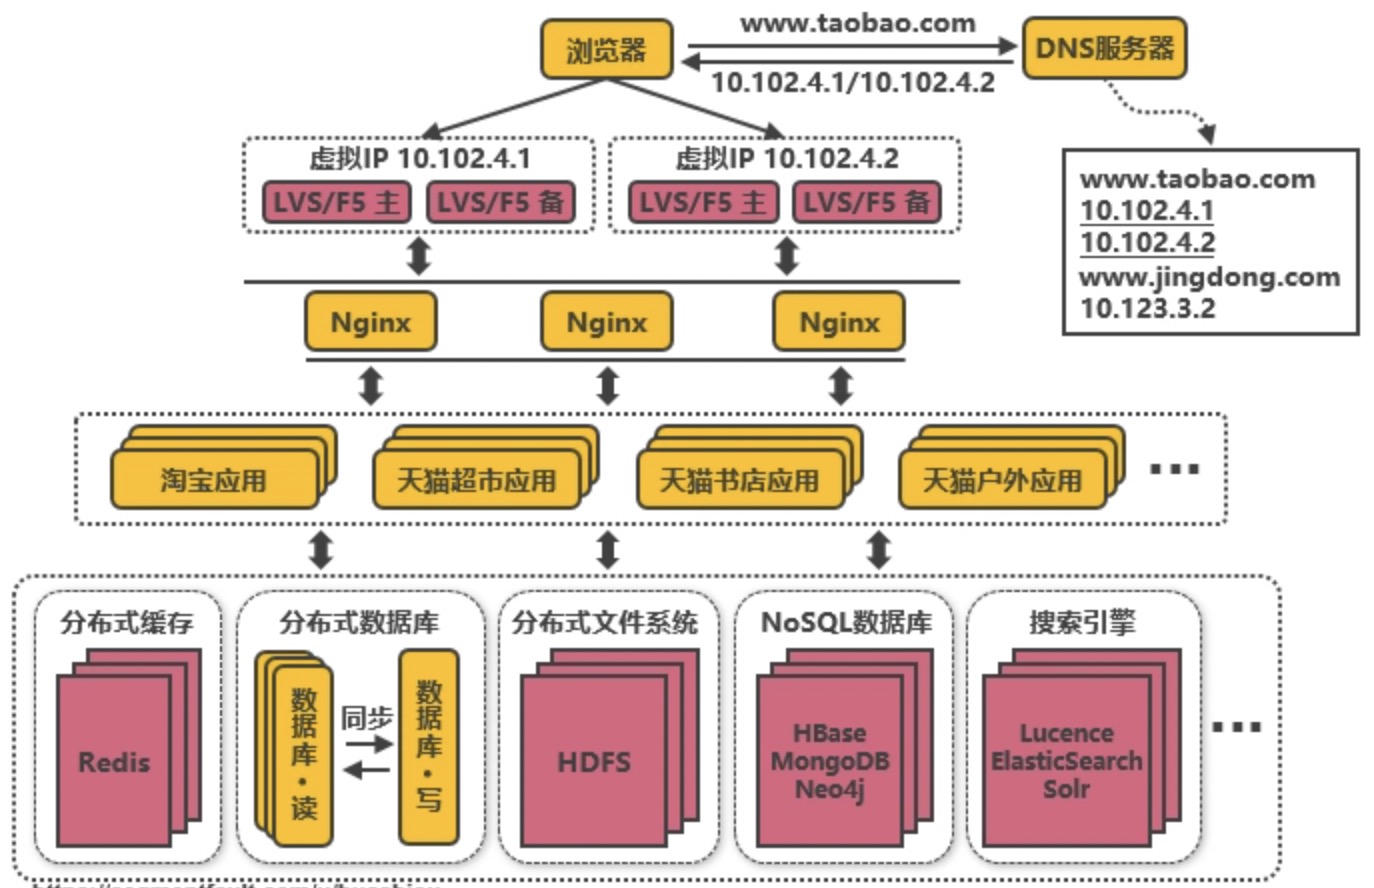 www.taobao.com
浏览器
DNS服务器
10.102.4.1/10.102.4.2
虚拟IP 10.102.4.1
LVS/F5 主
LVS/F5 备
虚拟IP 10.102.4.2
LVS/F5 主
LVS/F5 备
www.taobao.com
10.102.4.1
10.102.4.2
www.jingdong.com
10.123.3.2
Nginx
Nginx
Nginx
淘宝应用
天猫超市应用
天猫书店应用
天猫户外应用
...
分布式缓存
Redis
分布式数据库
数据库·读
同步
数据库·写
分布式文件系统
HDFS
NoSQL数据库
HBase
MongoDB
Neo4j
搜索引擎
Lucence
ElasticSearch
Solr
...